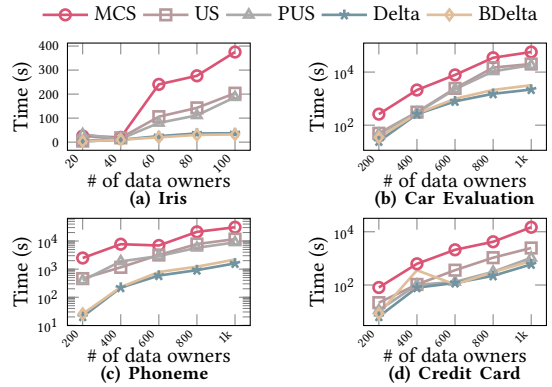 MCS US PUS Delta BDelta
Time (s)
400
300
200
100
0
20 40 60 80 100
# of data owners
(a) Iris
Time (s)
10^4
10^2
200 400 600 800 1k
# of data owners
(b) Car Evaluation
Time (s)
10^4
10^3
10^2
10^1
200 400 600 800 1k
# of data owners
(c) Phoneme
Time (s)
10^4
10^2
200 400 600 800 1k
# of data owners
(d) Credit Card